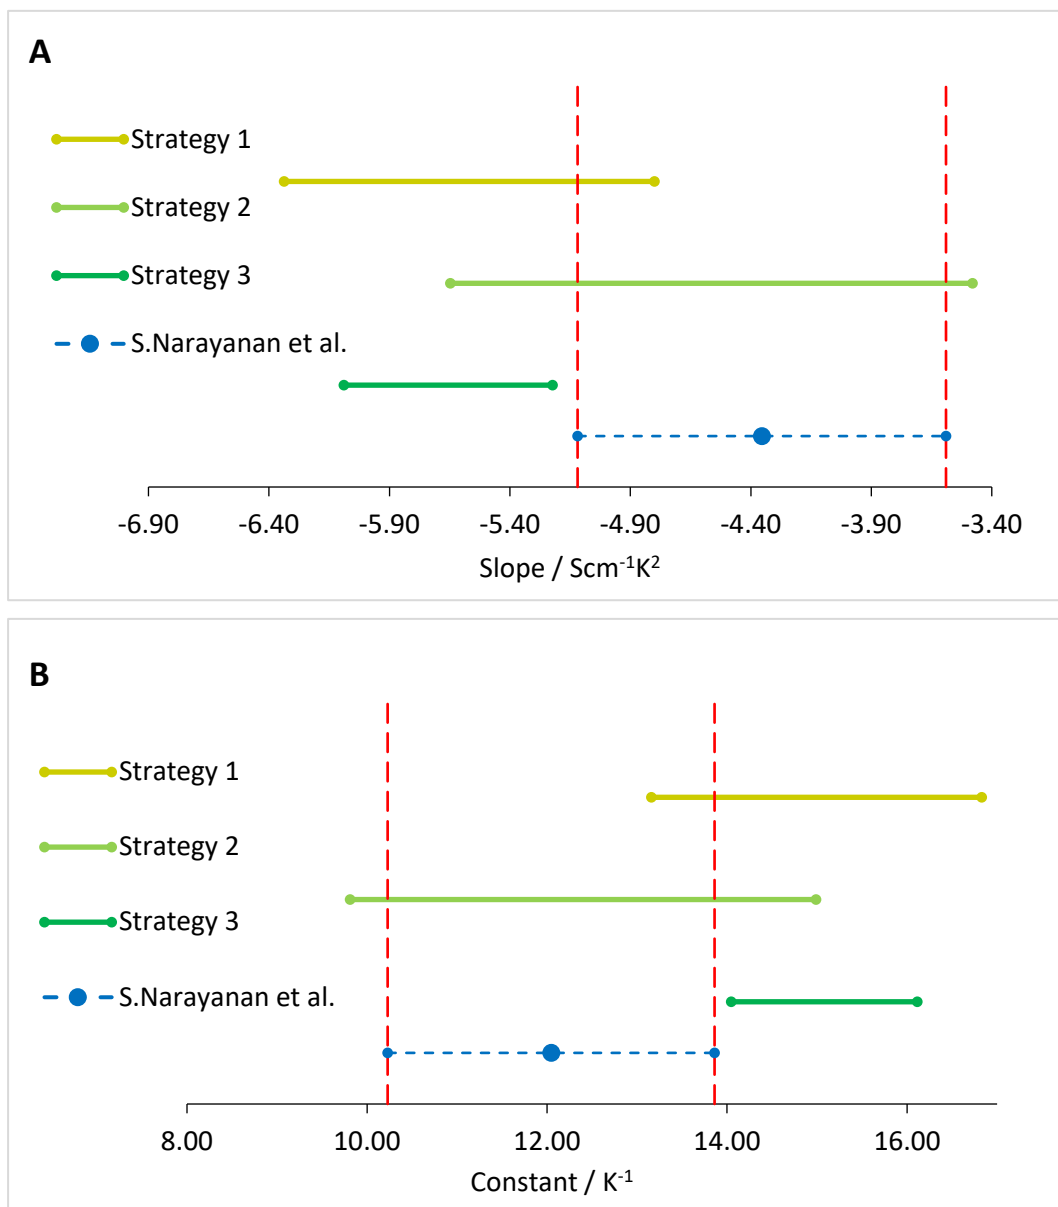 A
Strategy 1
Strategy 2
Strategy 3
S.Narayanan et al.
-6.90 -6.40 -5.90 -5.40 -4.90 -4.40 -3.90 -3.40
Slope / Scm⁻¹K²
B
Strategy 1
Strategy 2
Strategy 3
S.Narayanan et al.
8.00 10.00 12.00 14.00 16.00
Constant / K⁻¹